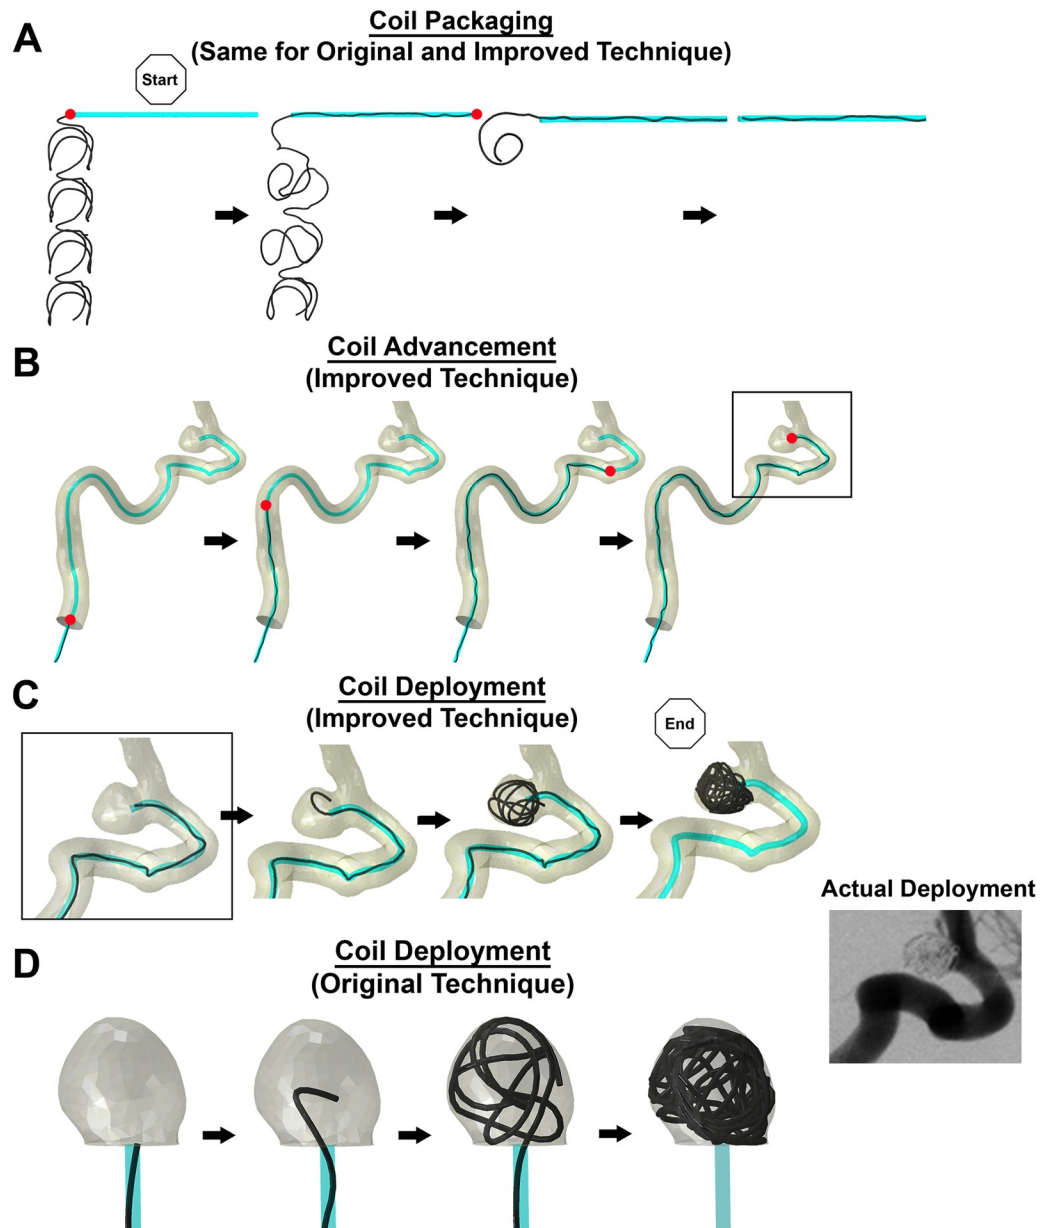 A
Coil Packaging
(Same for Original and Improved Technique)
Start
B
Coil Advancement
(Improved Technique)
C
Coil Deployment
(Improved Technique)
End
Actual Deployment
D
Coil Deployment
(Original Technique)